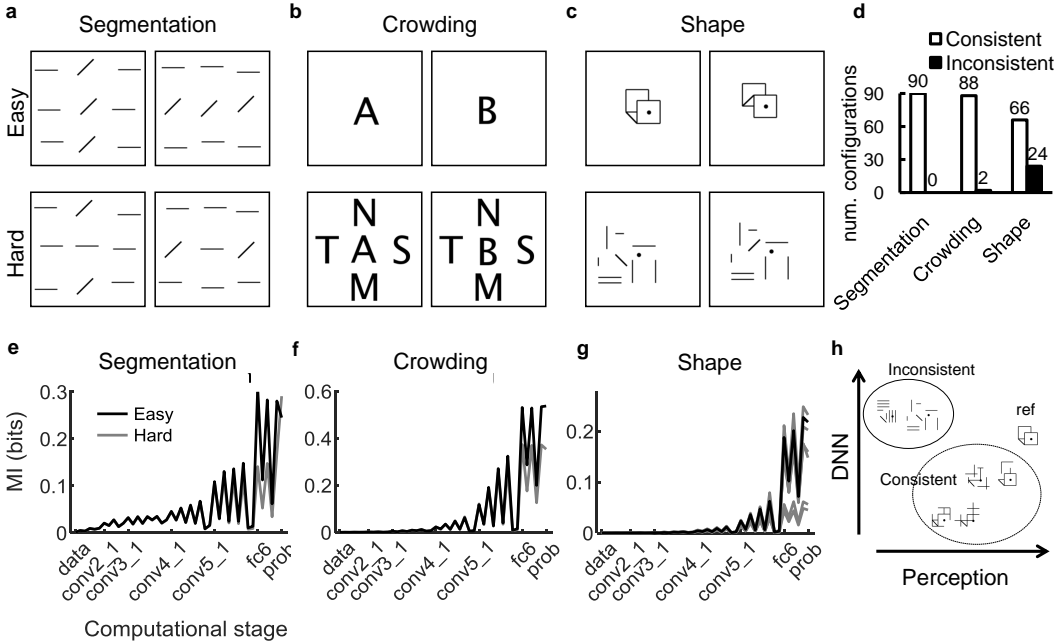 a
Segmentation
b
Crowding
c
Shape
d
Consistent
Inconsistent
Easy
A
B
Hard
N
T A S
M
N
T B S
M
num. configurations
90
60
30
0
90
0
88
2
66
24
Segmentation
Crowding
Shape
e
Segmentation
f
Crowding
g
Shape
h
MI (bits)
0.3
0.2
0.1
0
Easy
Hard
data
conv2_1
conv3_1
conv4_1
conv5_1
fc6
prob
Computational stage
0.6
0.4
0.2
0
data
conv2_1
conv3_1
conv4_1
conv5_1
fc6
prob
0.2
0.1
0
data
conv2_1
conv3_1
conv4_1
conv5_1
fc6
prob
Inconsistent
ref
Consistent
DNN
Perception